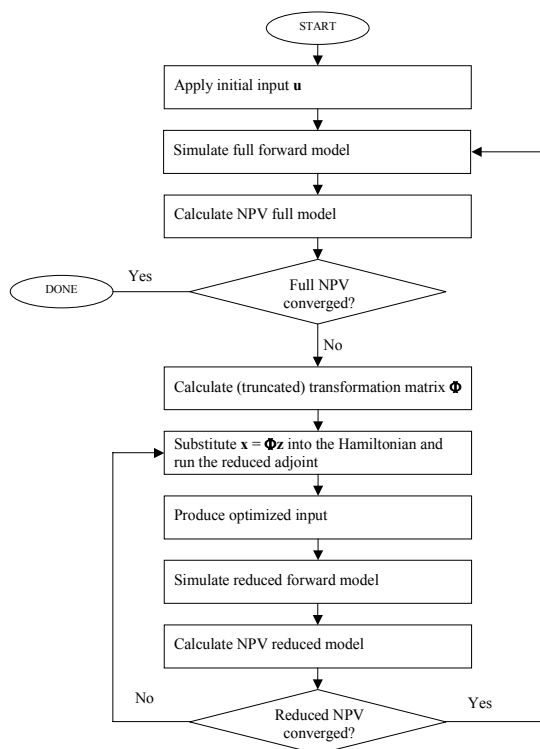 START
Apply initial input u
Simulate full forward model
Calculate NPV full model
Yes
DONE
Full NPV
converged?
No
Calculate (truncated) transformation matrix Φ
Substitute x = Φz into the Hamiltonian and
run the reduced adjoint
Produce optimized input
Simulate reduced forward model
Calculate NPV reduced model
No
Yes
Reduced NPV
converged?